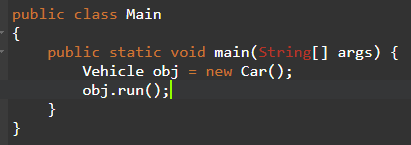 public class Main
{
    public static void main(String[] args) {
        Vehicle obj = new Car();
        obj.run();
    }
}